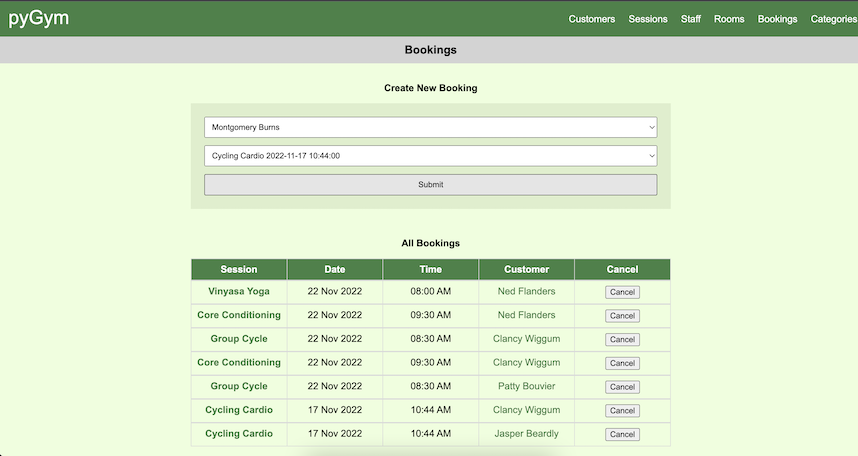 pyGym Customers Sessions Staff Rooms Bookings Categories
Bookings
Create New Booking
Montgomery Burns
Cycling Cardio 2022-11-17 10:44:00
Submit
All Bookings
Session Date Time Customer Cancel
Vinyasa Yoga 22 Nov 2022 08:00 AM Ned Flanders Cancel
Core Conditioning 22 Nov 2022 09:30 AM Ned Flanders Cancel
Group Cycle 22 Nov 2022 08:30 AM Clancy Wiggum Cancel
Core Conditioning 22 Nov 2022 09:30 AM Clancy Wiggum Cancel
Group Cycle 22 Nov 2022 08:30 AM Patty Bouvier Cancel
Cycling Cardio 17 Nov 2022 10:44 AM Clancy Wiggum Cancel
Cycling Cardio 17 Nov 2022 10:44 AM Jasper Beardly Cancel